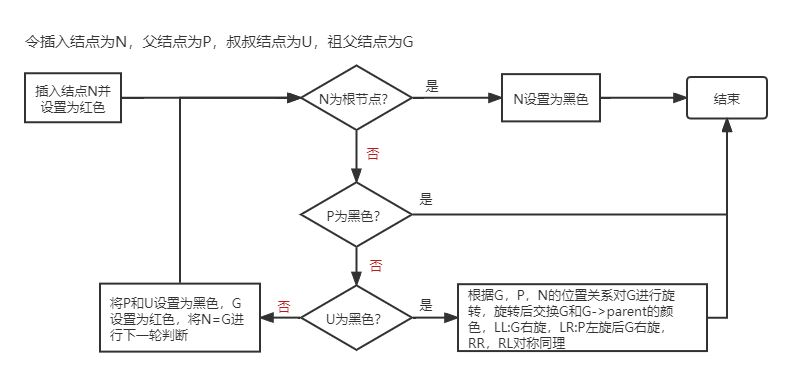 令插入结点为N，父结点为P，叔叔结点为U，祖父结点为G
插入结点N并
设置为红色
N为根节点?
是
N设置为黑色
结束
否
P为黑色?
是
否
将P和U设置为黑色，G
设置为红色，将N=G进
行下一轮判断
否
U为黑色?
是
根据G，P，N的位置关系对G进行旋
转，旋转后交换G和G->parent的颜
色，LL:G右旋，LR:P左旋后G右旋，
RR，RL对称同理